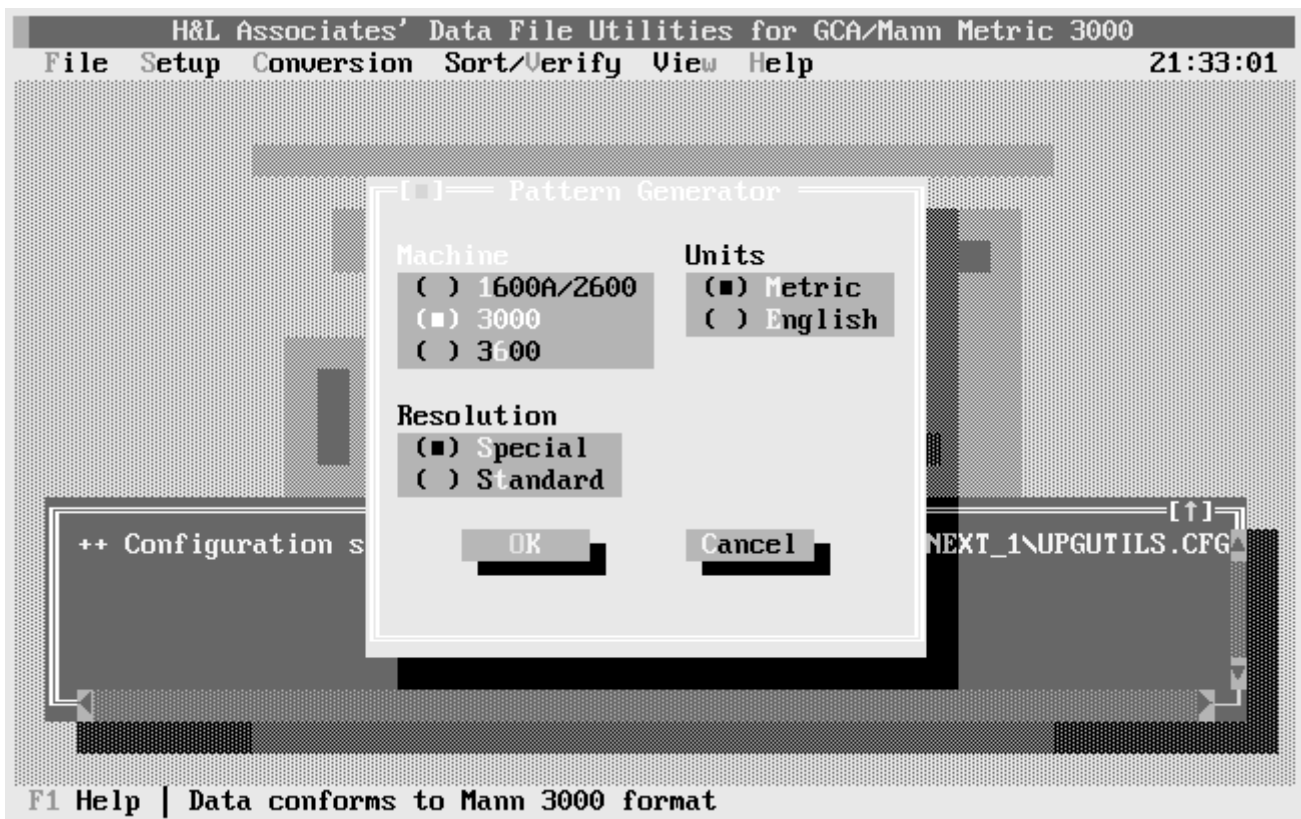 H&L Associates' Data File Utilities for GCA/Mann Metric 3000
File Setup Conversion Sort/Verify View Help 21:33:01
[■] Pattern Generator
Machine
( ) 1600A/2600
(■) 3000
( ) 3600
Units
(■) Metric
( ) English
Resolution
(■) Special
( ) Standard
[↑]
++ Configuration s
NEXT_1\UPGUTILS.CFG
OK Cancel
F1 Help | Data conforms to Mann 3000 format